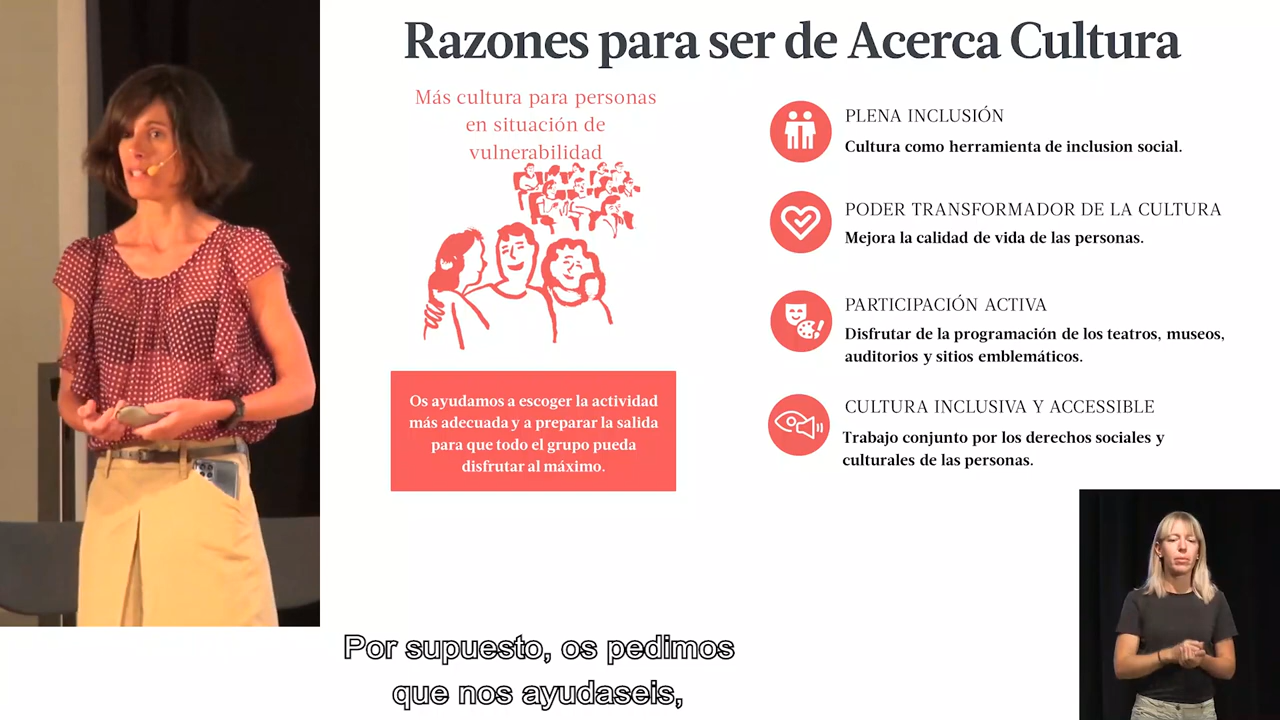 Razones para ser de Acerca Cultura
Más cultura para personas
en situación de
vulnerabilidad
Os ayudamos a escoger la actividad
más adecuada y a preparar la salida
para que todo el grupo pueda
disfrutar al máximo.
PLENA INCLUSIÓN
Cultura como herramienta de inclusion social.
PODER TRANSFORMADOR DE LA CULTURA
Mejora la calidad de vida de las personas.
PARTICIPACIÓN ACTIVA
Disfrutar de la programación de los teatros, museos,
auditorios y sitios emblemáticos.
CULTURA INCLUSIVA Y ACCESSIBLE
Trabajo conjunto por los derechos sociales y
culturales de las personas.
Por supuesto, os pedimos
que nos ayudaseis,